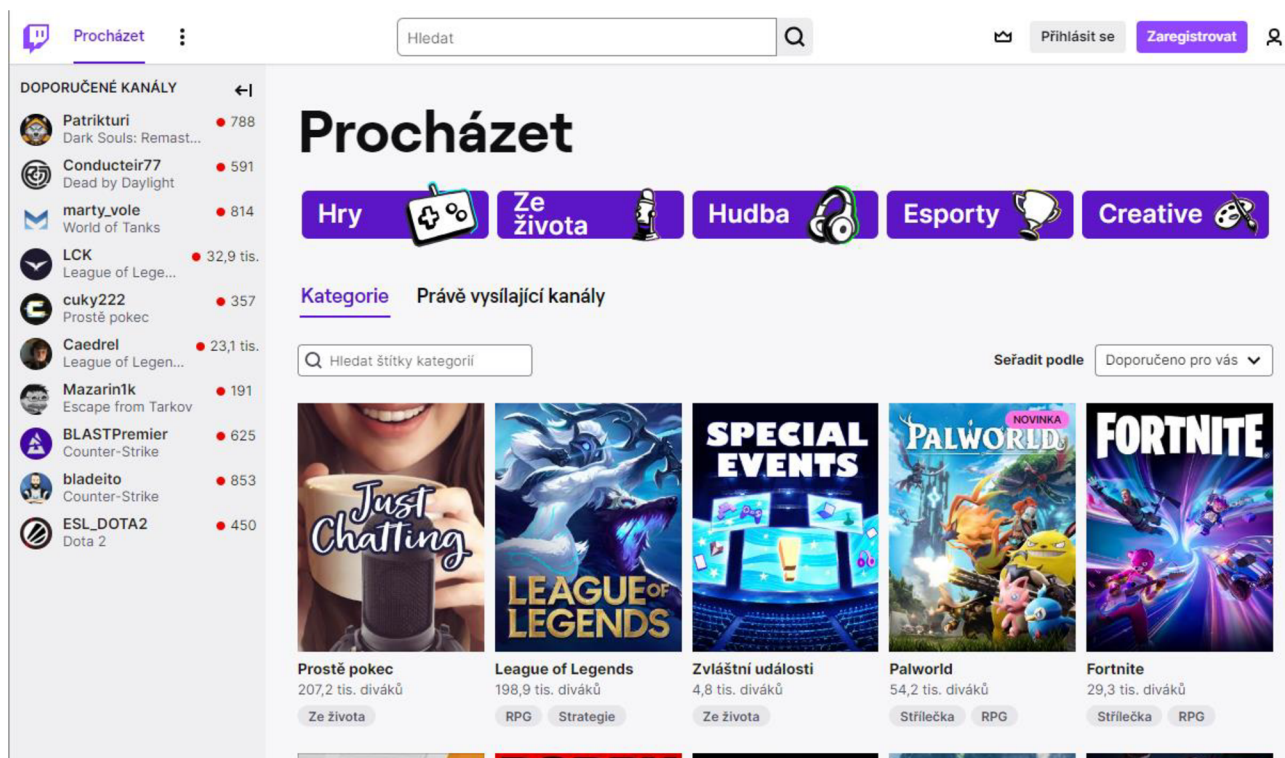 Procházet
Hledat
Přihlásit se
Zaregistrovat
DOPORUČENÉ KANÁLY
Patrikturi
788
Dark Souls: Remast...
Conducteir77
591
Dead by Daylight
marty_vole
814
World of Tanks
LCK
32,9 tis.
League of Lege...
cuky222
357
Prostě pokec
Caedrel
23,1 tis.
League of Legen...
Mazarin1k
191
Escape from Tarkov
BLASTPremier
625
Counter-Strike
bladeito
853
Counter-Strike
ESL_DOTA2
450
Dota 2
Procházet
Hry
Ze života
Hudba
Esporty
Creative
Kategorie
Právě vysílající kanály
Hledat štítky kategorií
Seřadit podle
Doporučeno pro vás
Just
Chatting
LEAGUE OF
LEGENDS
SPECIAL
EVENTS
NOVINKA
PALWORLD
FORTNITE
Prostě pokec
207,2 tis. diváků
Ze života
League of Legends
198,9 tis. diváků
RPG Strategie
Zvláštní události
4,8 tis. diváků
Ze života
Palworld
54,2 tis. diváků
Střílečka RPG
Fortnite
29,3 tis. diváků
Střílečka RPG